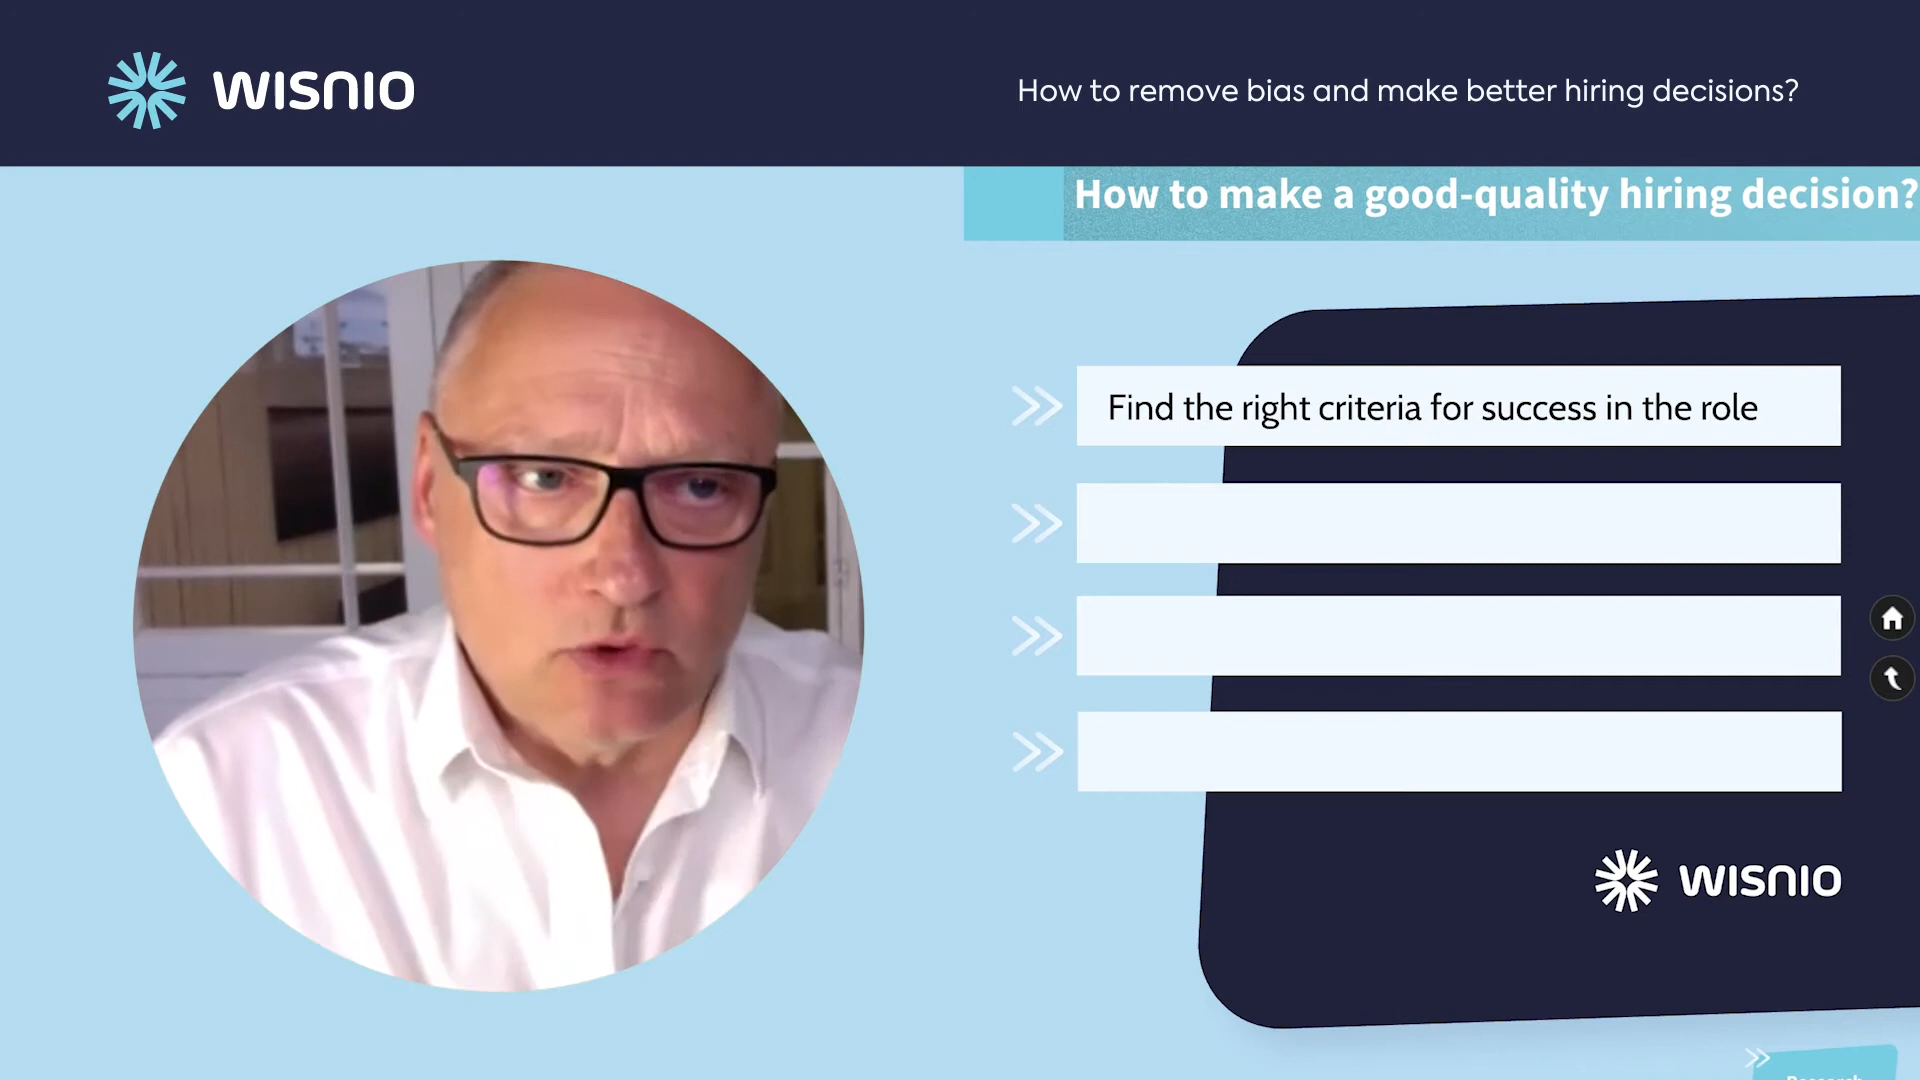 WISNIO
How to remove bias and make better hiring decisions?
How to make a good-quality hiring decision?
Find the right criteria for success in the role
WISNIO